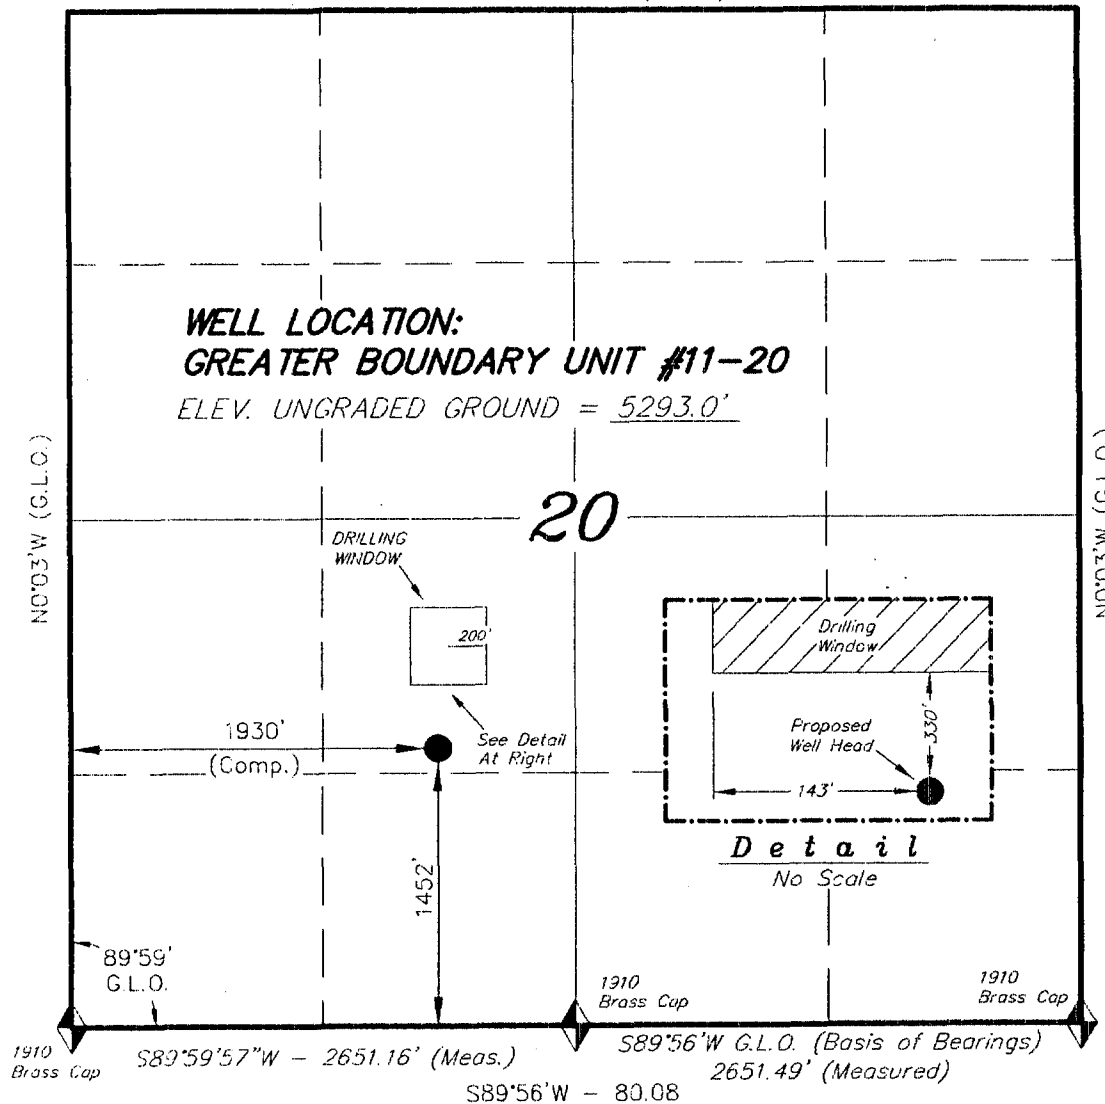 WELL LOCATION:
GREATER BOUNDARY UNIT #11-20
ELEV. UNGRADED GROUND = 5293.0'
N0°03'W (G.L.O.)
N0°03'W (G.L.O.)
20
DRILLING
WINDOW
200'
See Detail
At Right
1930'
(Comp.)
1452'
Drilling
Window
Proposed
Well Head
330'
143'
Detail
No Scale
89°59'
G.L.O.
1910
Brass Cap
1910
Brass Cap
1910
Brass Cap
S89°59'57"W - 2651.16' (Meas.)
S89°56'W G.L.O. (Basis of Bearings)
2651.49' (Measured)
S89°56'W - 80.08